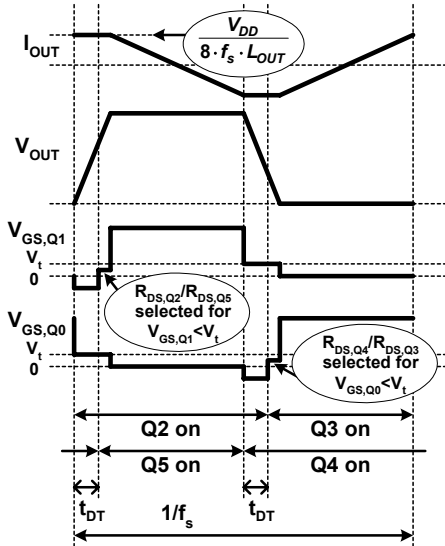 I_OUT
V_DD
8·f_s·L_OUT
V_OUT
V_GS,Q1
V_t
0
R_DS,Q2/R_DS,Q5
selected for
V_GS,Q1<V_t
V_GS,Q0
V_t
0
R_DS,Q4/R_DS,Q3
selected for
V_GS,Q0<V_t
Q2 on
Q3 on
Q5 on
Q4 on
t_DT
t_DT
1/f_s